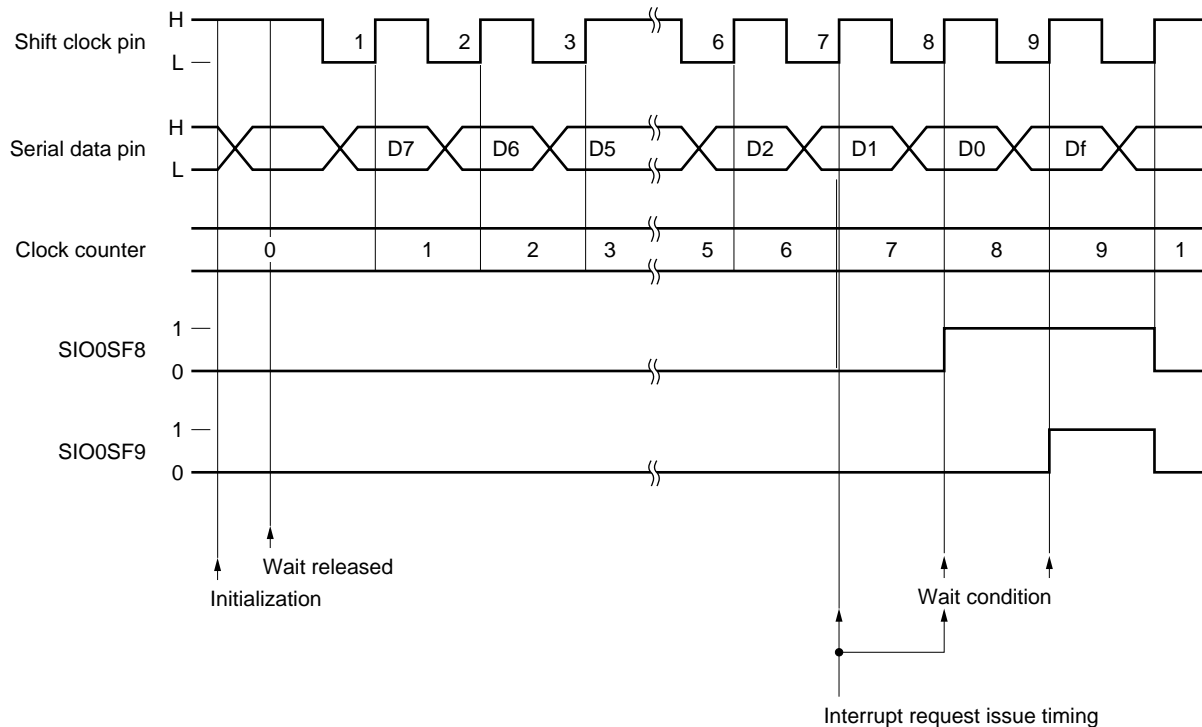 H
Shift clock pin 1 2 3 6 7 8 9
L
H
Serial data pin D7 D6 D5 D2 D1 D0 Df
L
Clock counter 0 1 2 3 5 6 7 8 9 1
1
SIO0SF8
0
1
SIO0SF9
0
Wait released
Initialization
Wait condition
Interrupt request issue timing